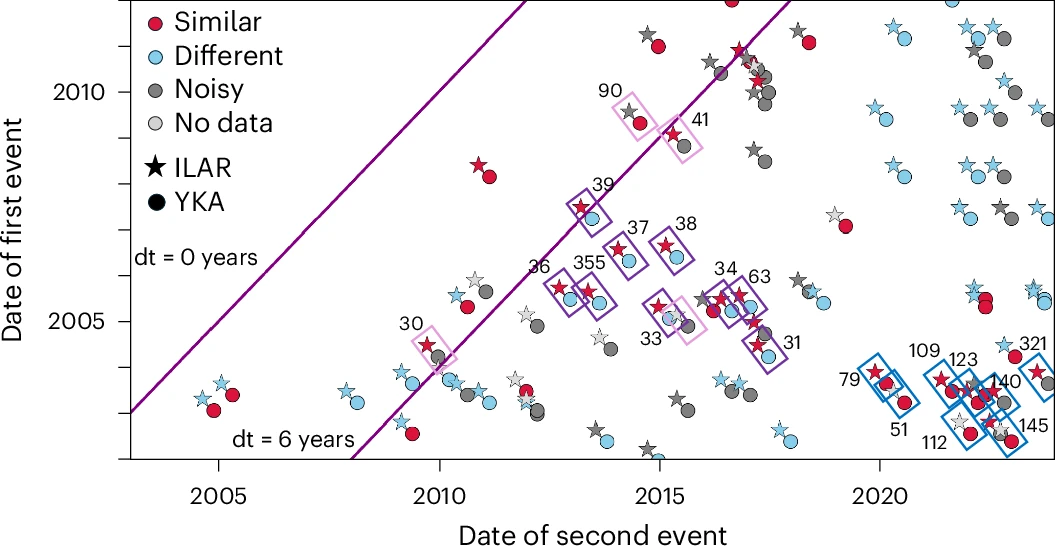 Similar
Different
Noisy
No data
ILAR
YKA
dt = 0 years
dt = 6 years
2010
2005
Date of first event
90
41
39
37
38
36
355
34
63
30
33
31
79
51
109
123
140
321
112
145
2005
2010
2015
2020
Date of second event